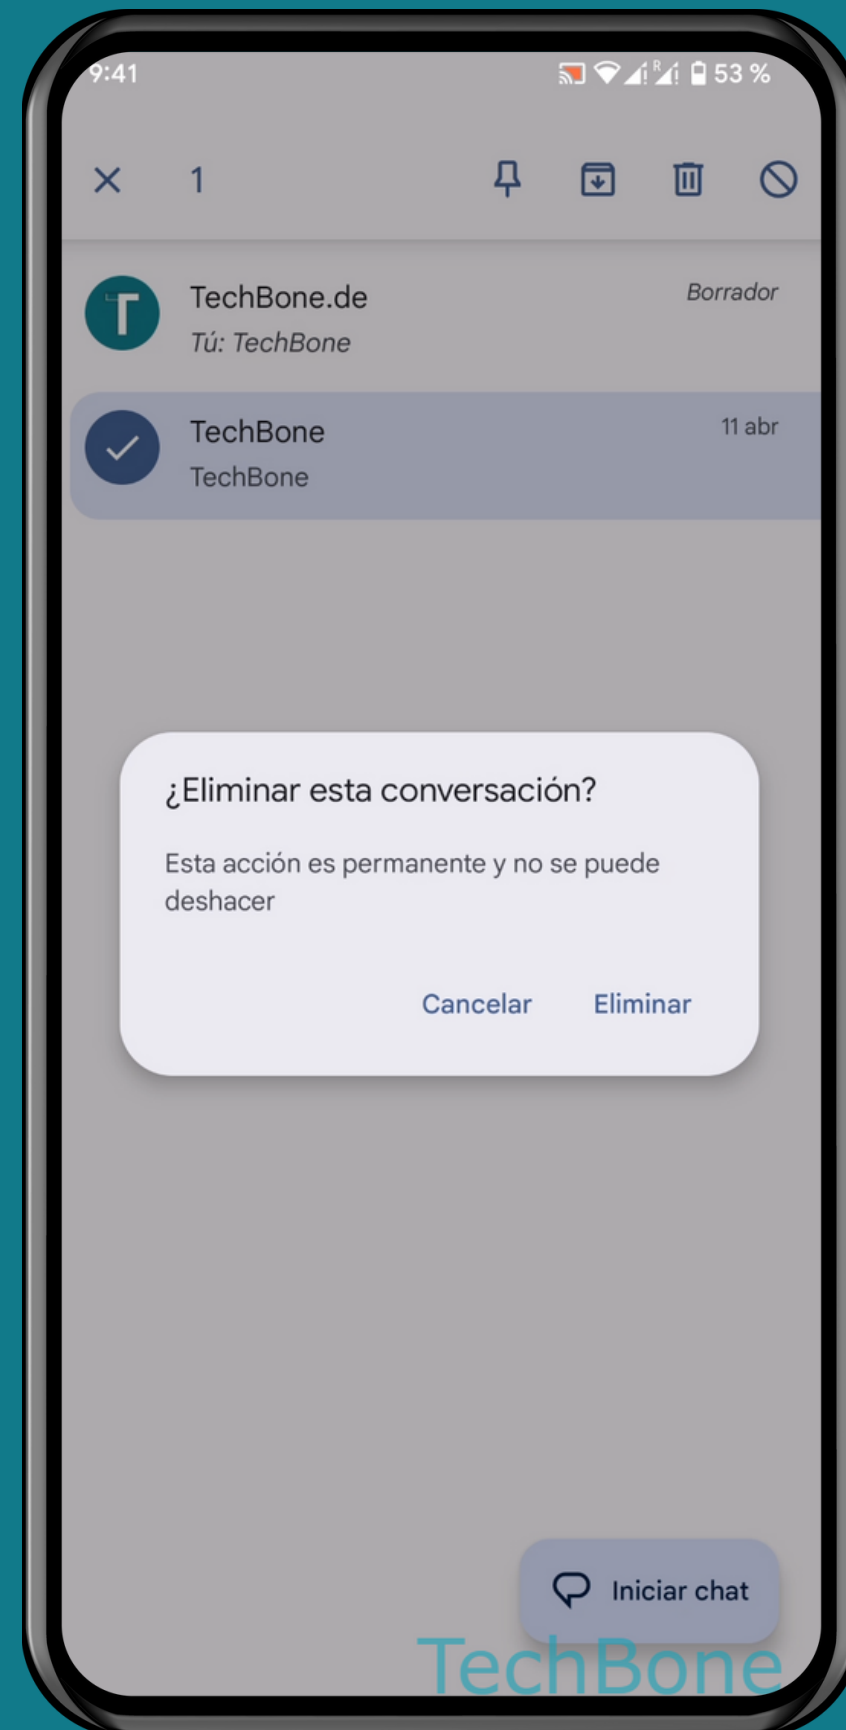 9:41 R 53 %
1
TechBone.de Borrador
Tú: TechBone
TechBone 11 abr
TechBone
¿Eliminar esta conversación?
Esta acción es permanente y no se puede
deshacer
Cancelar Eliminar
Iniciar chat
TechBone